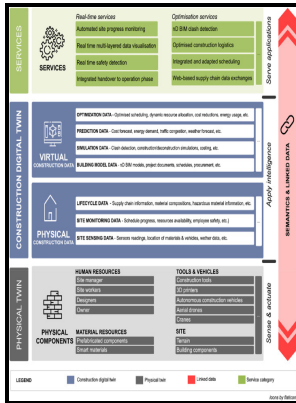 Real-time services
Optimisation services
SERVICES
SERVICES
Automated site progress monitoring
Real time multi-layered data visualisation
Real time safety detection
Integrated handover to operation phase
nD BIM clash detection
Optimised construction logistics
Integrated and adapted scheduling
Web-based supply chain data exchanges
Serve applications
CONSTRUCTION DIGITAL TWIN
VIRTUAL
CONSTRUCTION DATA
OPTIMIZATION DATA - Optimised scheduling, dynamic resource allocation, cost reductions, energy usage, etc.
PREDICTION DATA - Cost forecast, energy demand, traffic congestion, weather forecast, etc.
SIMULATION DATA - Clash detection, construction/deconstruction simulations, costing, etc.
BUILDING MODEL DATA - nD BIM models, project documents, schedules, procurement, etc.
Apply intelligence
PHYSICAL
CONSTRUCTION DATA
LIFECYCLE DATA - Supply chain information, material compositions, hazardous material information, etc.
SITE MONITORING DATA - Schedule progress, resources availability, employee safety, etc.)
SITE SENSING DATA - Sensors readings, location of materials & vehicles, wether data, etc.
SEMANTICS & LINKED DATA
PHYSICAL TWIN
PHYSICAL
COMPONENTS
HUMAN RESOURCES
Site manager
Site workers
Designers
Owner
MATERIAL RESOURCES
Prefabricated components
Smart materials
TOOLS & VEHICLES
Construction tools
3D printers
Autonomous construction vehicles
Aerial drones
Cranes
SITE
Terrain
Building components
Sense & actuate
LEGEND
Construction digital twin
Physical twin
Linked data
Service category
Icons by flaticon